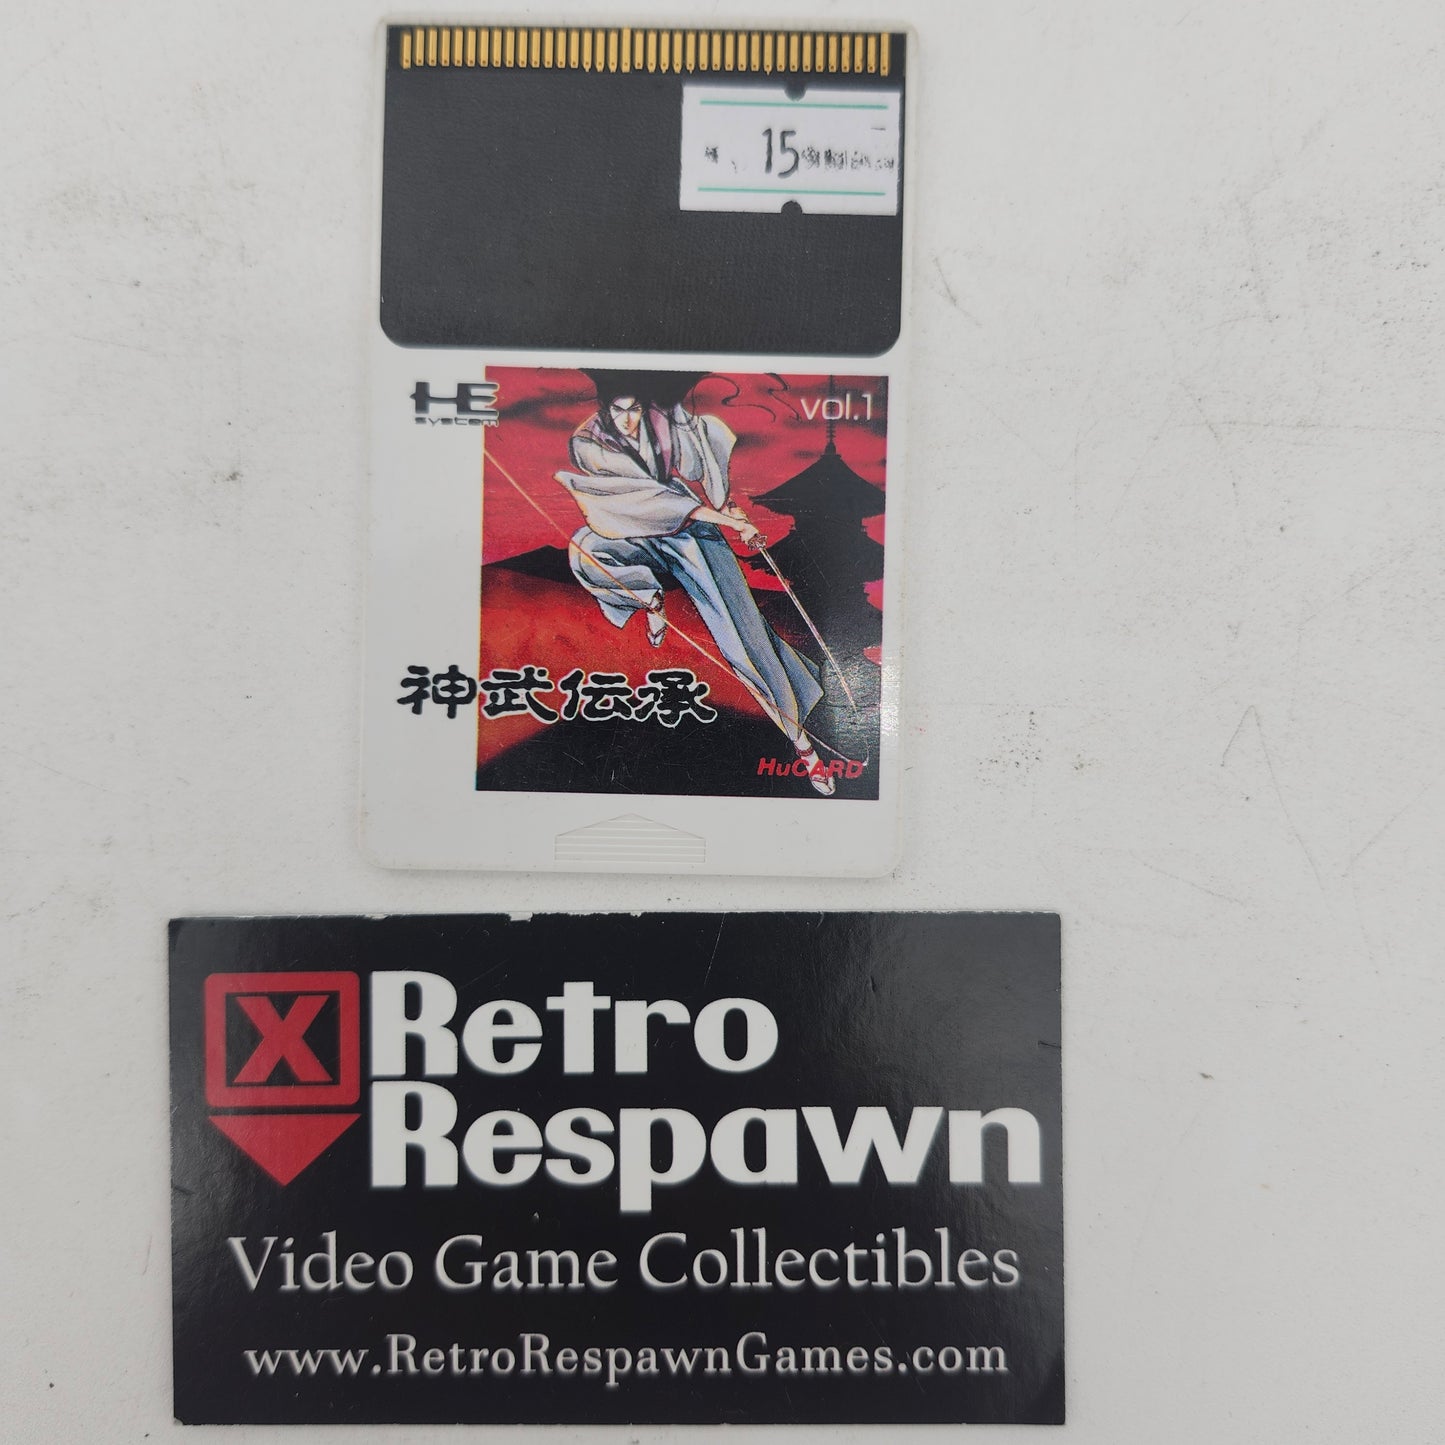 15
HE
system
vol.1
神武伝承
HuCARD
X
Retro
Respawn
Video Game Collectibles
www.RetroRespawnGames.com